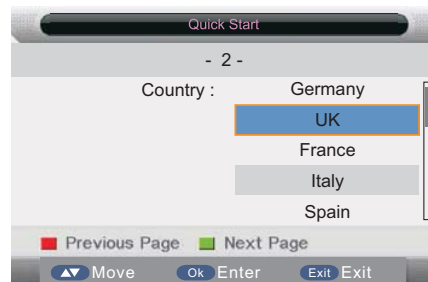 Quick Start
- 2 -
Country : Germany
UK
France
Italy
Spain
Previous Page Next Page
Move Ok Enter Exit Exit